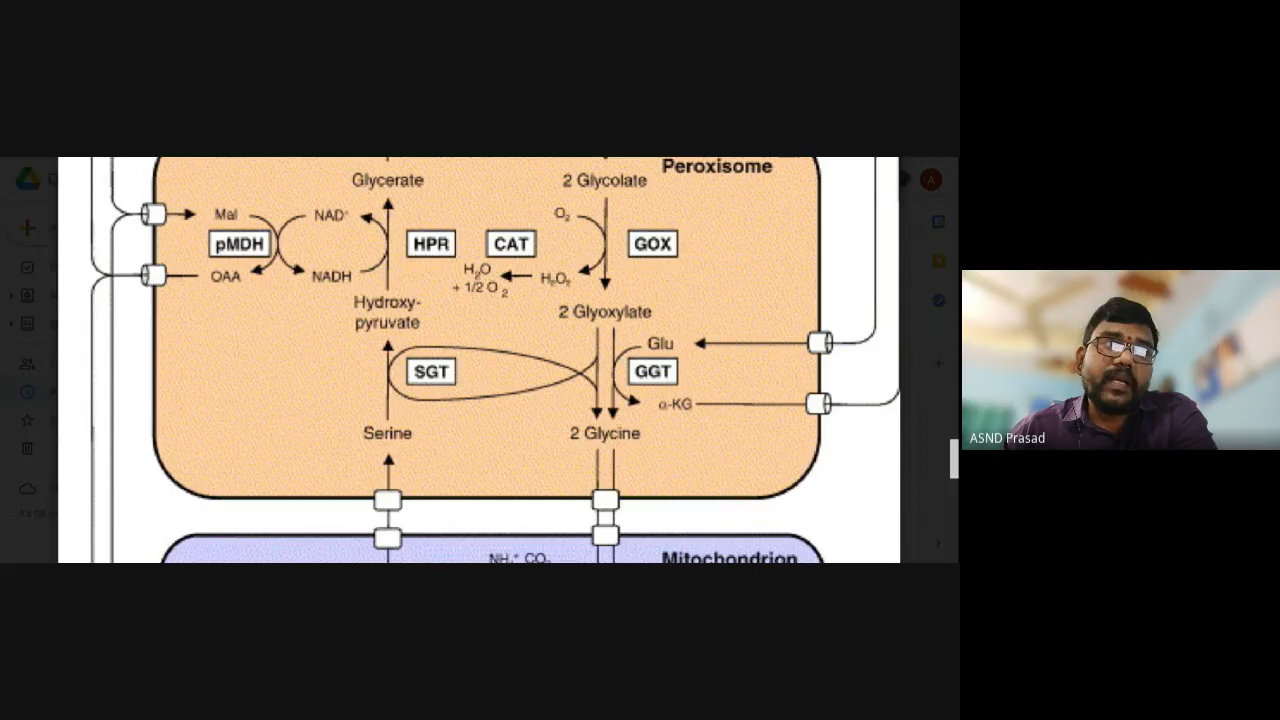 Peroxisome
Glycerate
2 Glycolate
Mal
NAD⁺
O₂
A
pMDH
HPR
CAT
GOX
OAA
NADH
H₂O
+ 1/2 O₂
H₂O₂
Hydroxy-
pyruvate
2 Glyoxylate
Glu
SGT
GGT
α-KG
Serine
2 Glycine
Mitochondrion
ASND Prasad